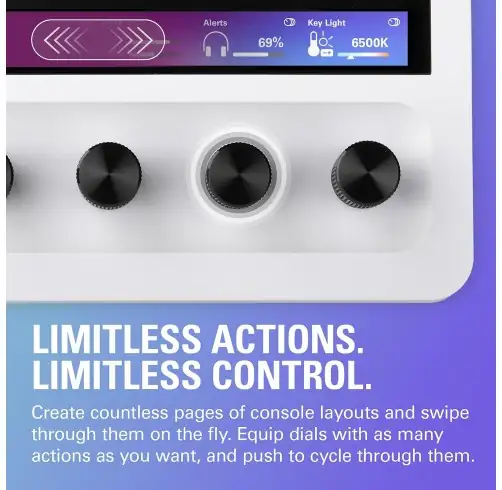 Alerts
69%
Key Light
6500K
LIMITLESS ACTIONS.
LIMITLESS CONTROL.
Create countless pages of console layouts and swipe
through them on the fly. Equip dials with as many
actions as you want, and push to cycle through them.